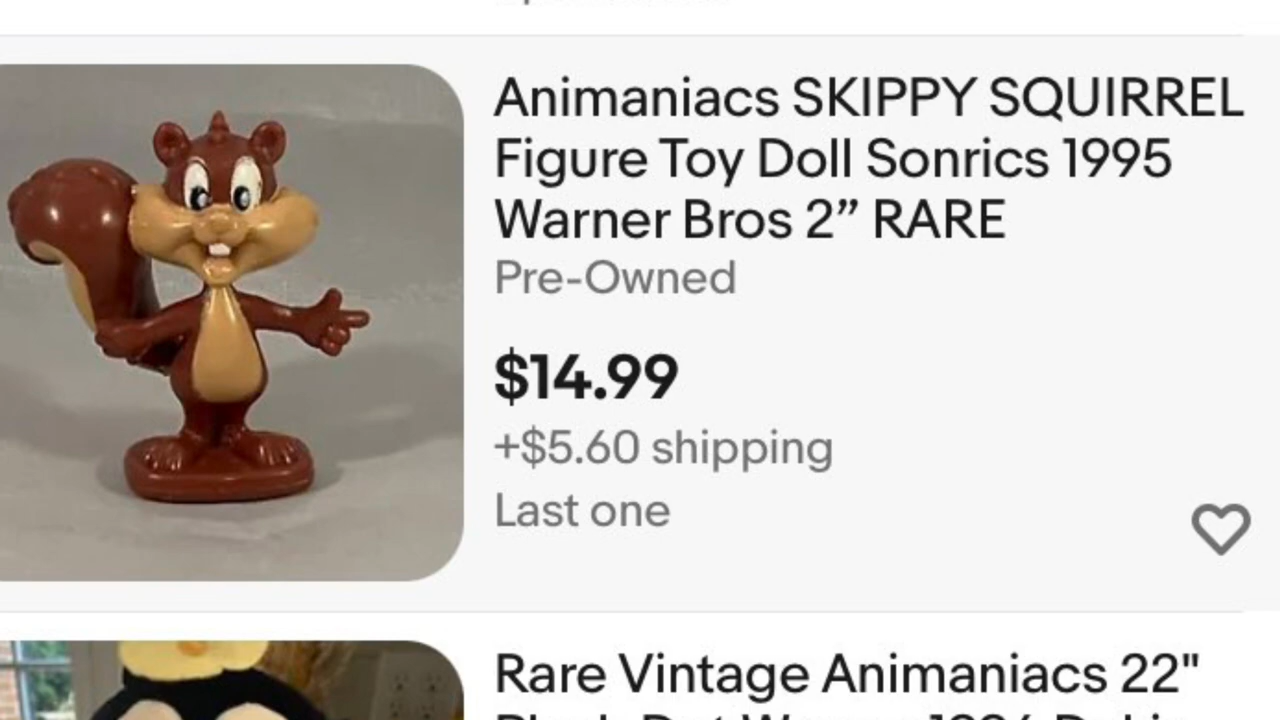 Animaniacs SKIPPY SQUIRREL
Figure Toy Doll Sonrics 1995
Warner Bros 2” RARE
Pre-Owned
$14.99
+$5.60 shipping
Last one
Rare Vintage Animaniacs 22"